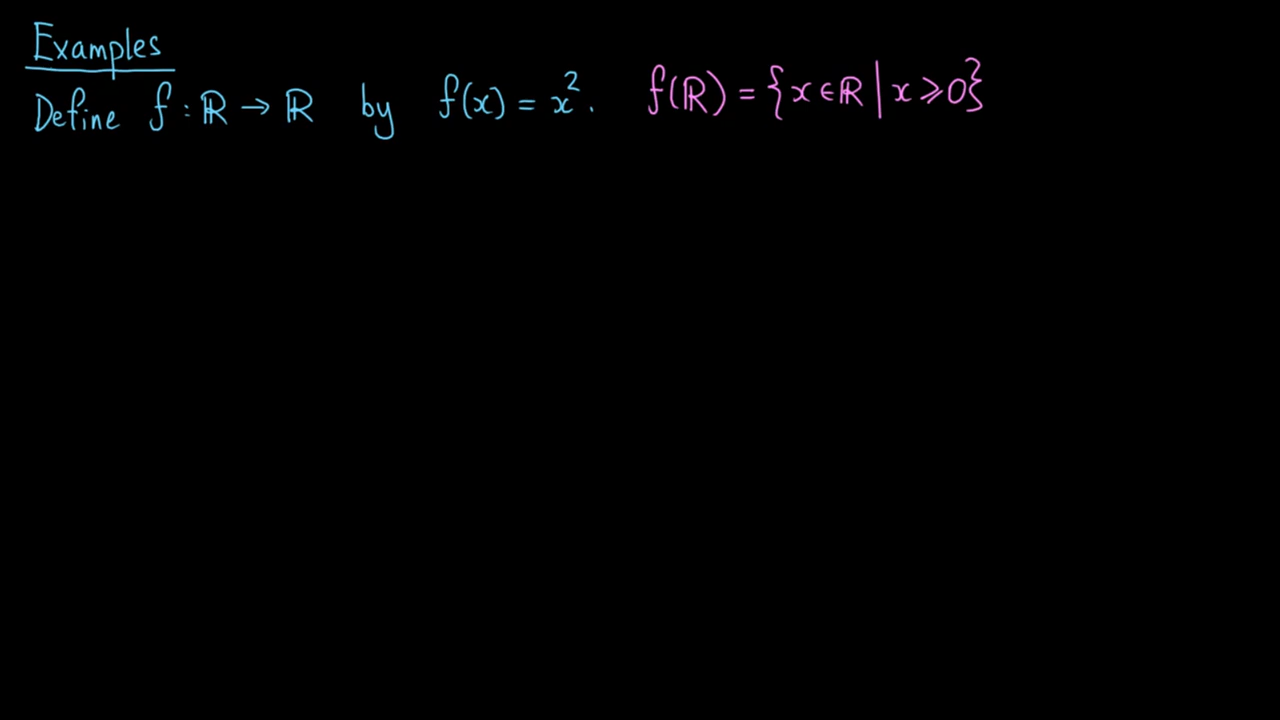 Examples
Define f : ℝ → ℝ by f(x) = x². f(ℝ) = {x ∈ ℝ | x ⩾ 0}